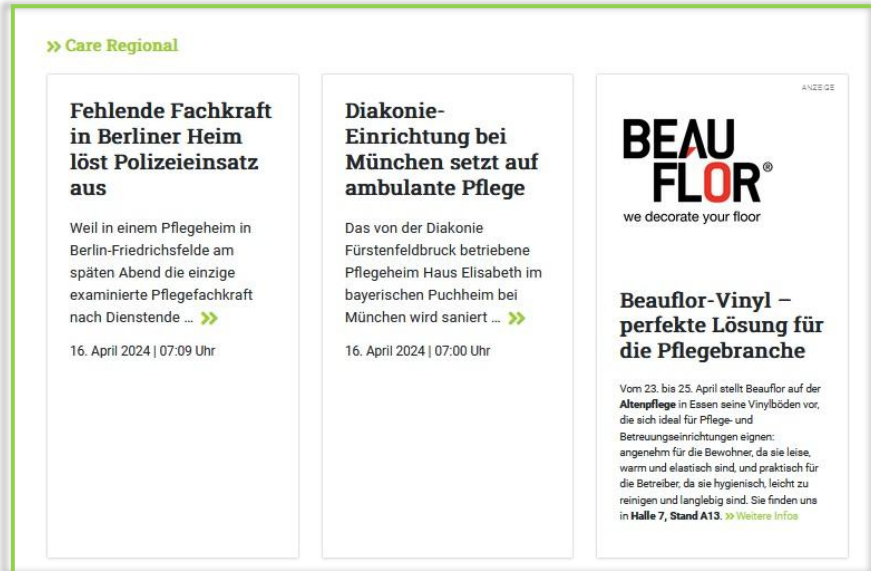 » Care Regional
Fehlende Fachkraft
in Berliner Heim
löst Polizeieinsatz
aus
Weil in einem Pflegeheim in
Berlin-Friedrichsfelde am
späten Abend die einzige
examinierte Pflegefachkraft
nach Dienstende ... »
16. April 2024 | 07:09 Uhr
Diakonie-
Einrichtung bei
München setzt auf
ambulante Pflege
Das von der Diakonie
Fürstenfeldbruck betriebene
Pflegeheim Haus Elisabeth im
bayerischen Puchheim bei
München wird saniert ... »
16. April 2024 | 07:00 Uhr
ANZEIGE
BEAU
FLOR®
we decorate your floor
Beauflor-Vinyl –
perfekte Lösung für
die Pflegebranche
Vom 23. bis 25. April stellt Beauflor auf der
Altenpflege in Essen seine Vinylböden vor,
die sich ideal für Pflege- und
Betreuungseinrichtungen eignen:
angenehm für die Bewohner, da sie leise,
warm und elastisch sind, und praktisch für
die Betreiber, da sie hygienisch, leicht zu
reinigen und langlebig sind. Sie finden uns
in Halle 7, Stand A13. » Weitere Infos